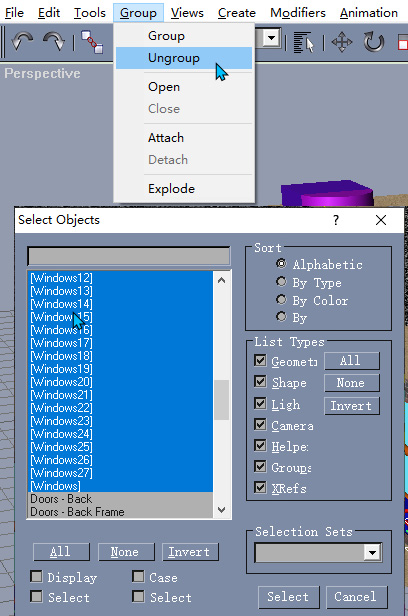 File Edit Tools Group Views Create Modifiers Animation
Group
Ungroup
Open
Close
Attach
Detach
Explode
Perspective
Select Objects
[Windows12]
[Windows13]
[Windows14]
[Windows15]
[Windows16]
[Windows17]
[Windows18]
[Windows19]
[Windows20]
[Windows21]
[Windows22]
[Windows23]
[Windows24]
[Windows25]
[Windows26]
[Windows27]
[Windows]
Doors - Back
Doors - Back Frame
All None Invert
Display Case
Select Select
Sort
Alphabetic
By Type
By Color
By
List Types
Geomet All
Shape None
Ligh Invert
Camera
Helpe
Groups
XRefs
Selection Sets
Select Cancel